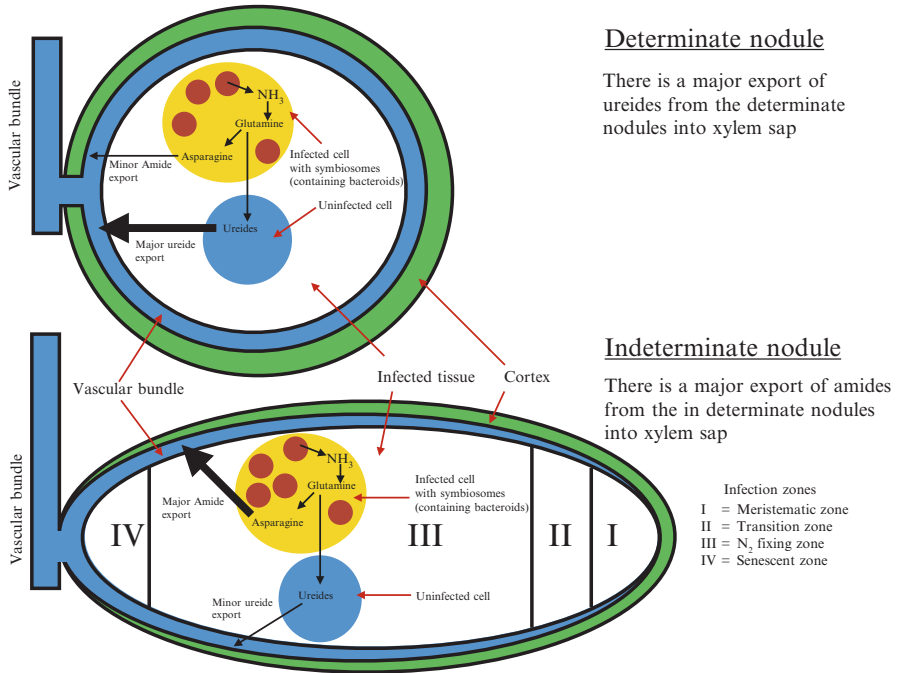 Determinate nodule
There is a major export of
ureides from the determinate
nodules into xylem sap
Vascular bundle
NH3
Glutamine
Asparagine
Minor Amide
export
Infected cell
with symbiosomes
(containing bacteroids)
Uninfected cell
Ureides
Major ureide
export
Vascular bundle
Infected tissue
Cortex
Indeterminate nodule
There is a major export of amides
from the in determinate nodules
into xylem sap
Vascular bundle
NH3
Glutamine
Asparagine
Major Amide
export
Infected cell
with symbiosomes
(containing bacteroids)
IV
III
II
I
Ureides
Minor ureide
export
Uninfected cell
Infection zones
I = Meristematic zone
II = Transition zone
III = N2 fixing zone
IV = Senescent zone